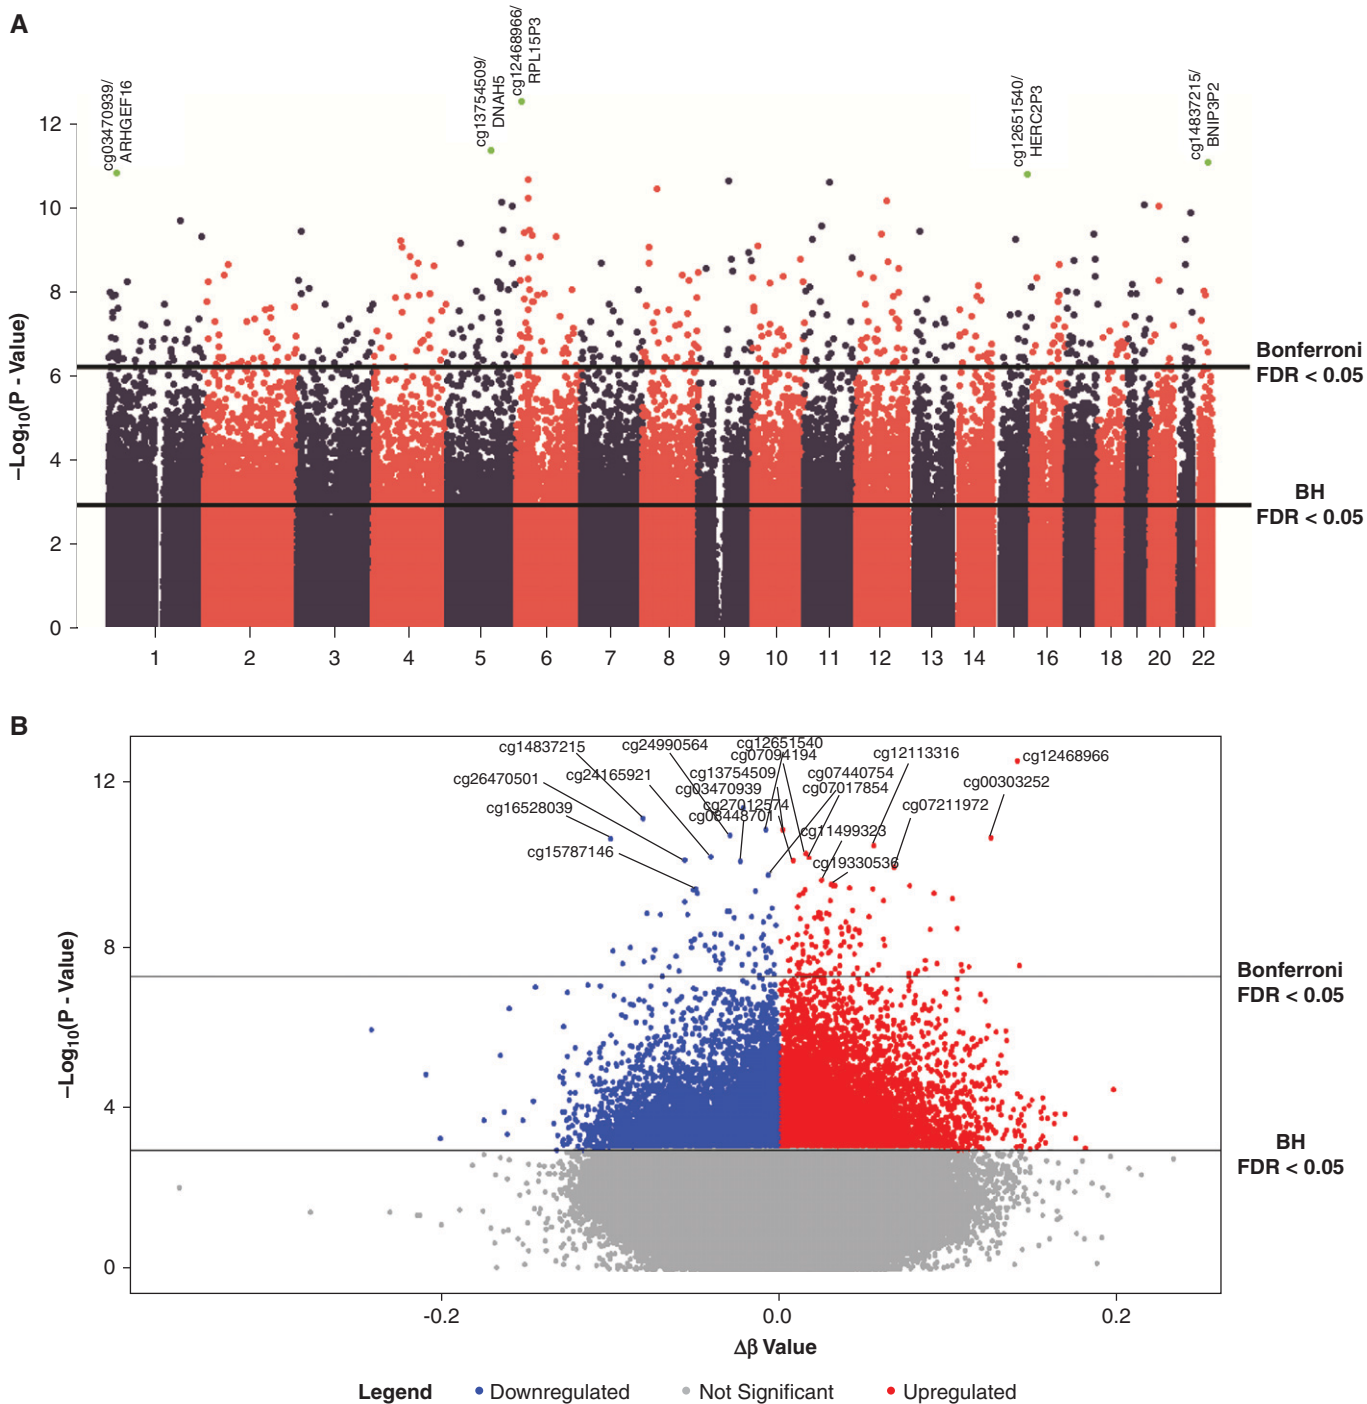 A
cg03470939/
ARHGEF16
cg13754509/
DNAH5
cg12468966/
RPL15P3
cg12651540/
HERC2P3
cg14837215/
BNIP3P2
12
10
8
6
4
2
0
–Log10(P - Value)
Bonferroni
FDR < 0.05
BH
FDR < 0.05
1 2 3 4 5 6 7 8 9 10 11 12 13 14 16 18 20 22
B
cg14837215
cg24990564
cg12651540
cg07094194
cg12113316
cg12468966
cg26470501
cg24165921
cg13754509
cg07440754
cg00303252
cg03470939
cg07017854
cg16528039
cg27012574
cg07211972
cg08448701
cg11499323
cg15787146
cg19330536
12
8
4
0
–Log10(P - Value)
Bonferroni
FDR < 0.05
BH
FDR < 0.05
-0.2 0.0 0.2
Δβ Value
Legend Downregulated Not Significant Upregulated